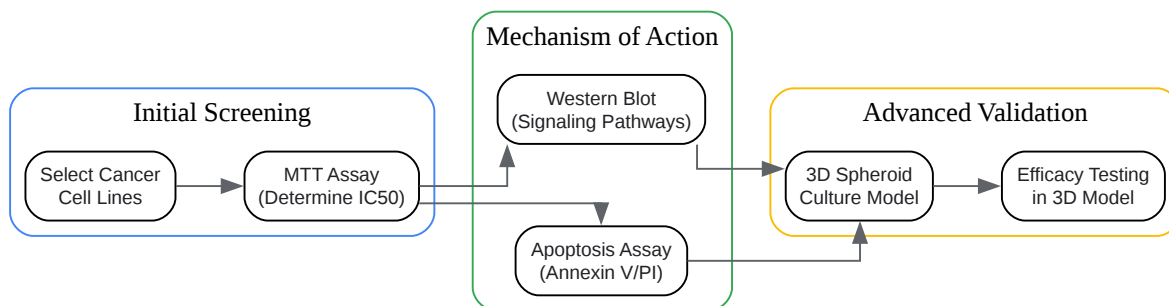 Initial Screening
Select Cancer
Cell Lines
MTT Assay
(Determine IC50)
Mechanism of Action
Western Blot
(Signaling Pathways)
Apoptosis Assay
(Annexin V/PI)
Advanced Validation
3D Spheroid
Culture Model
Efficacy Testing
in 3D Model